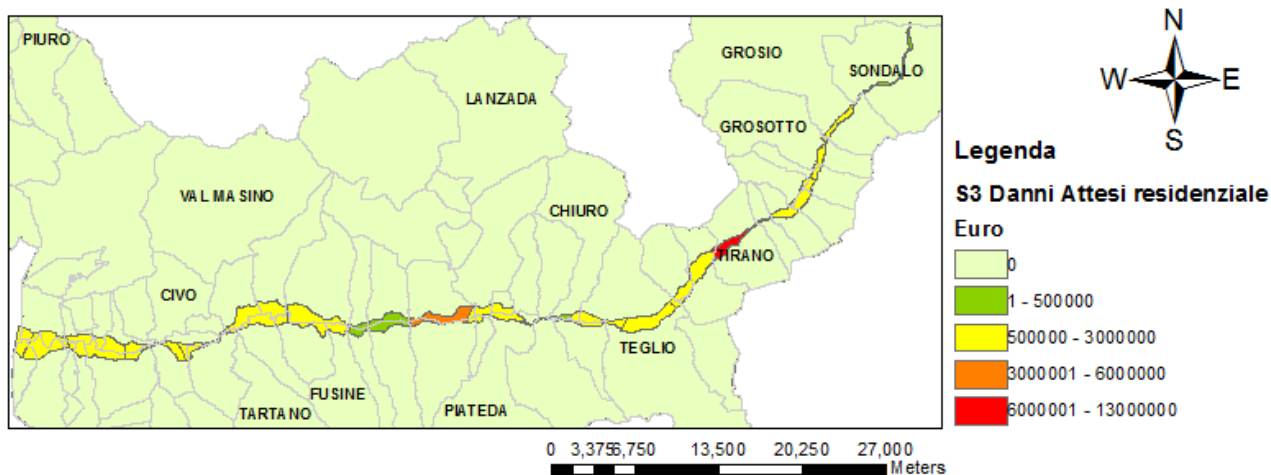 PIURO
GROSIO
SONDALO
LANZADA
GROSOTTO
VAL MASINO
CHIURO
TIRANO
CIVO
TEGLIO
FUSINE
TARTANO
PIATEDA
N
W E
S
Legenda
S3 Danni Attesi residenziale
Euro
0
1 - 500000
500000 - 3000000
3000001 - 6000000
6000001 - 13000000
0 3,375 6,750 13,500 20,250 27,000
Meters